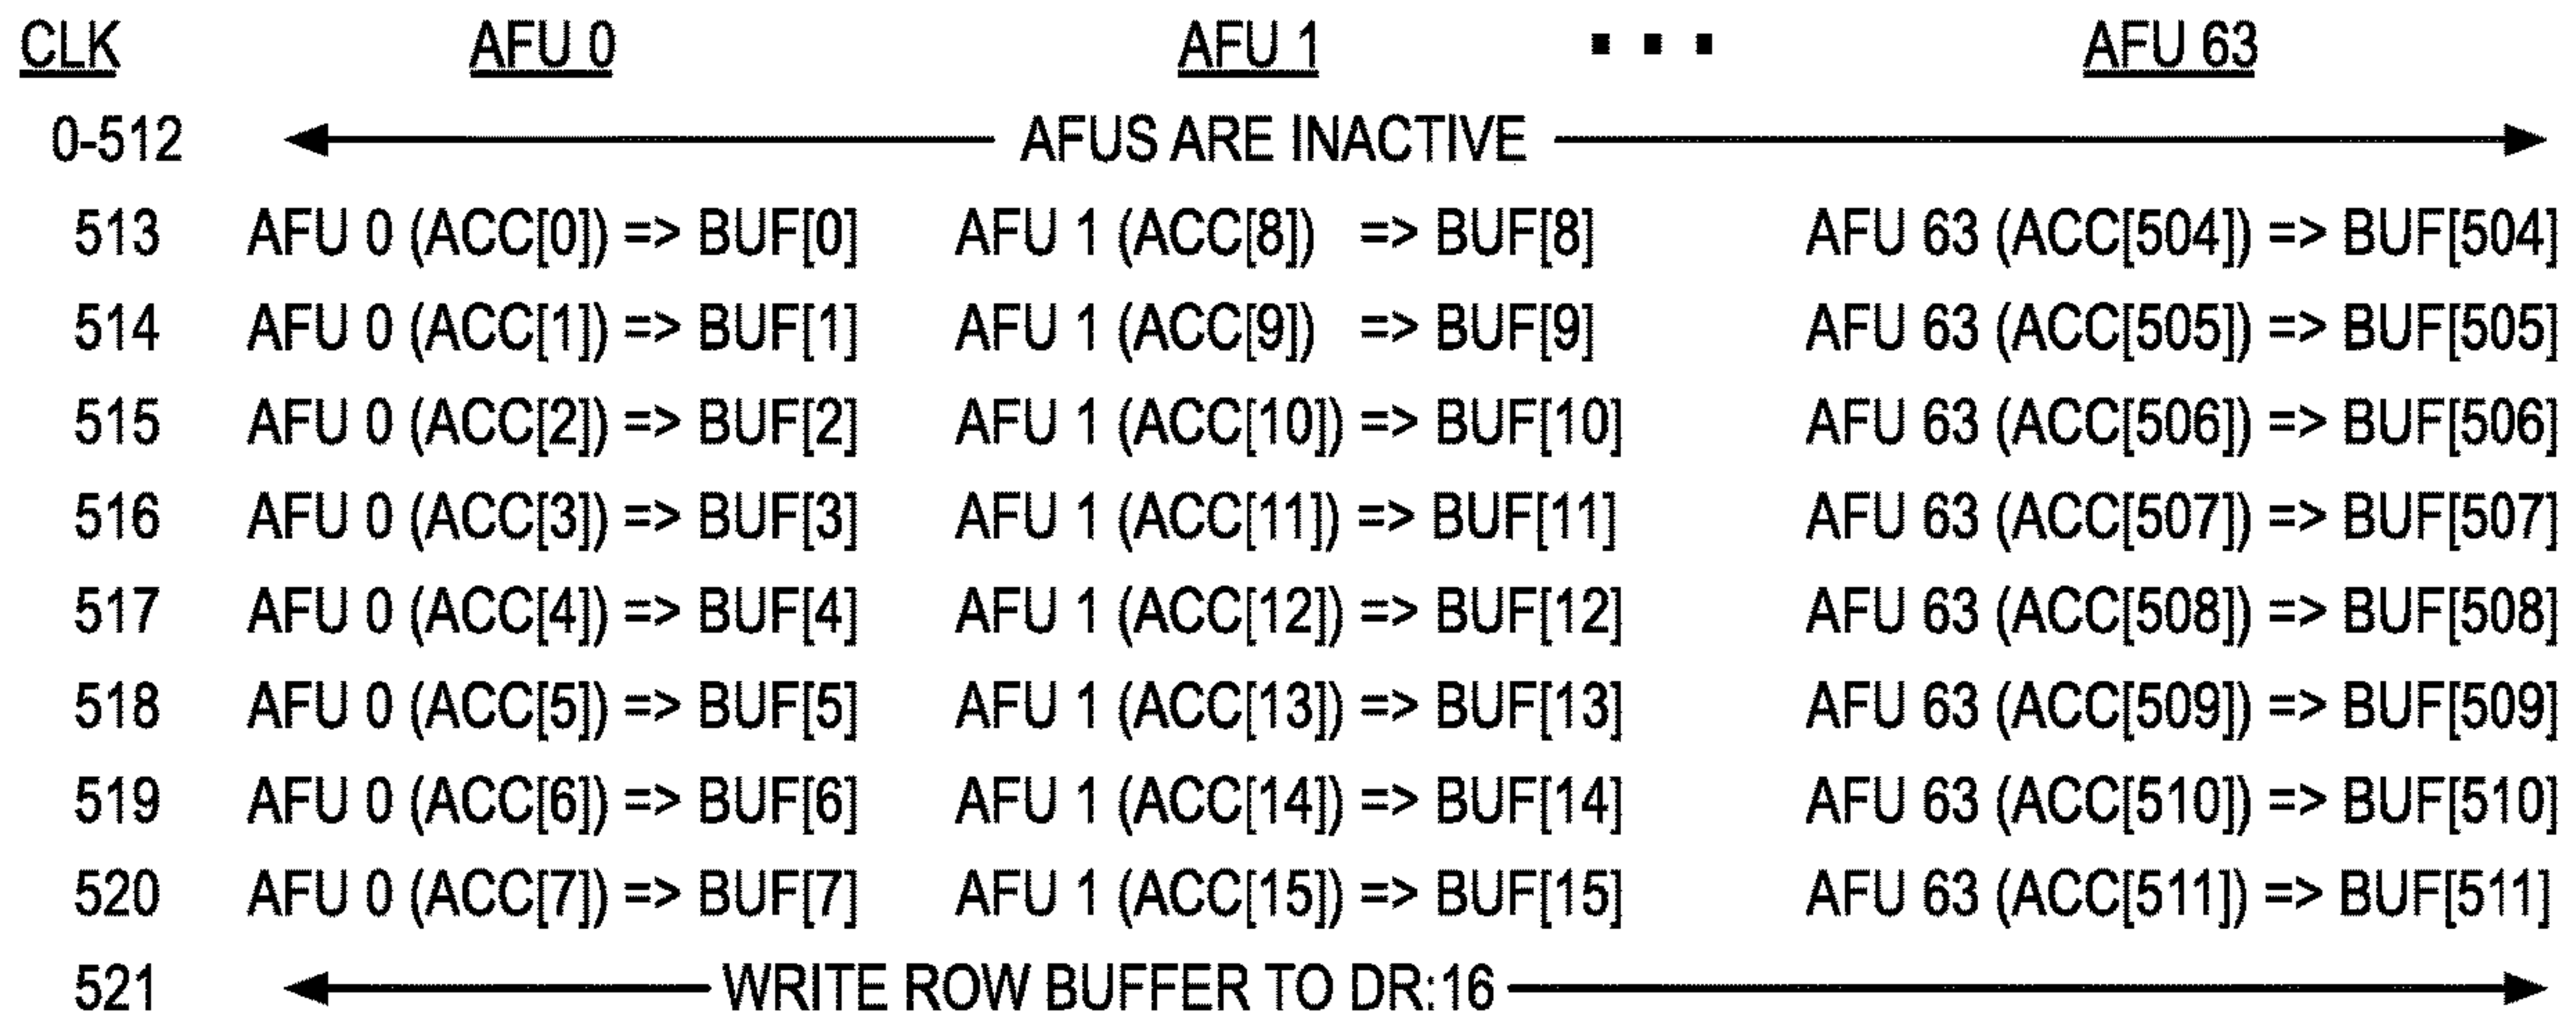 CLK AFU 0 AFU 1 ... AFU 63
0-512 AFUS ARE INACTIVE
513 AFU 0 (ACC[0]) => BUF[0] AFU 1 (ACC[8]) => BUF[8] AFU 63 (ACC[504]) => BUF[504]
514 AFU 0 (ACC[1]) => BUF[1] AFU 1 (ACC[9]) => BUF[9] AFU 63 (ACC[505]) => BUF[505]
515 AFU 0 (ACC[2]) => BUF[2] AFU 1 (ACC[10]) => BUF[10] AFU 63 (ACC[506]) => BUF[506]
516 AFU 0 (ACC[3]) => BUF[3] AFU 1 (ACC[11]) => BUF[11] AFU 63 (ACC[507]) => BUF[507]
517 AFU 0 (ACC[4]) => BUF[4] AFU 1 (ACC[12]) => BUF[12] AFU 63 (ACC[508]) => BUF[508]
518 AFU 0 (ACC[5]) => BUF[5] AFU 1 (ACC[13]) => BUF[13] AFU 63 (ACC[509]) => BUF[509]
519 AFU 0 (ACC[6]) => BUF[6] AFU 1 (ACC[14]) => BUF[14] AFU 63 (ACC[510]) => BUF[510]
520 AFU 0 (ACC[7]) => BUF[7] AFU 1 (ACC[15]) => BUF[15] AFU 63 (ACC[511]) => BUF[511]
521 WRITE ROW BUFFER TO DR:16